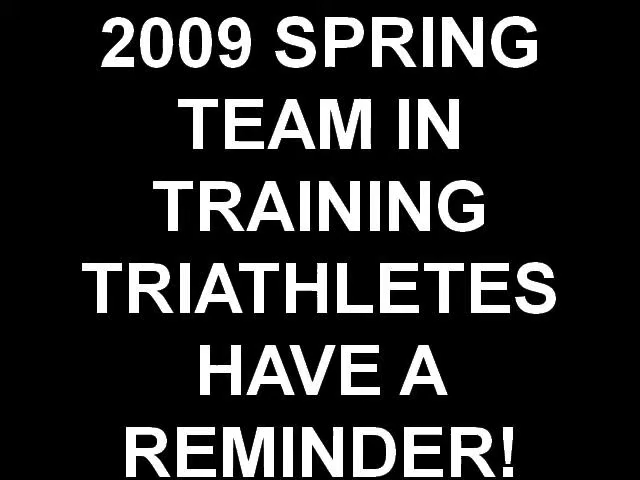 2009 SPRING
TEAM IN
TRAINING
TRIATHLETES
HAVE A
REMINDER!